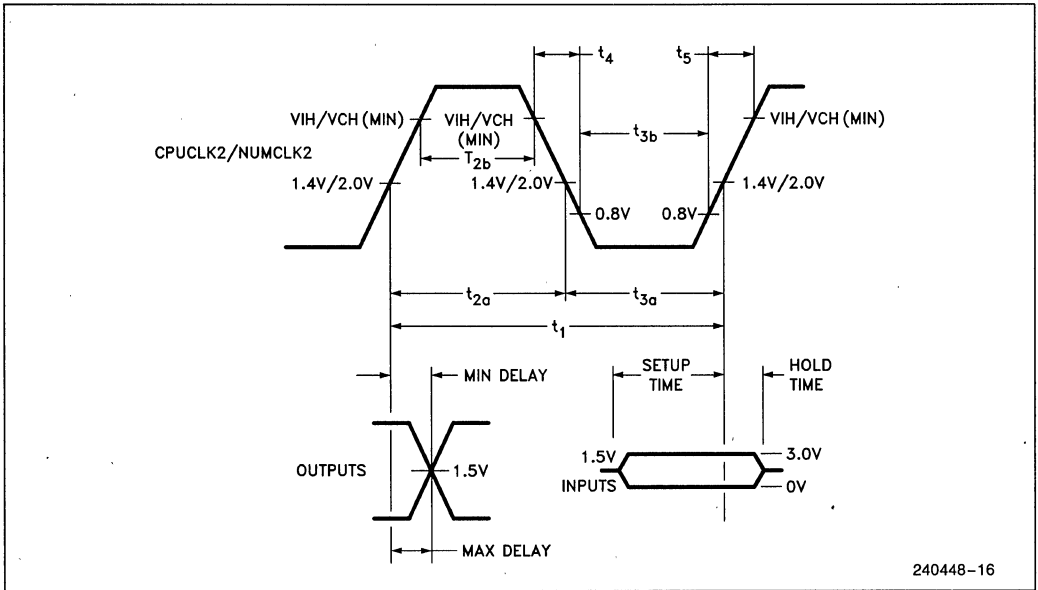 t4
t5
VIH/VCH (MIN)
VIH/VCH
(MIN)
T2b
t3b
VIH/VCH (MIN)
CPUCLK2/NUMCLK2
1.4V/2.0V
1.4V/2.0V
1.4V/2.0V
0.8V
0.8V
t2a
t3a
t1
MIN DELAY
SETUP
TIME
HOLD
TIME
OUTPUTS
1.5V
1.5V
3.0V
INPUTS
0V
MAX DELAY
240448-16